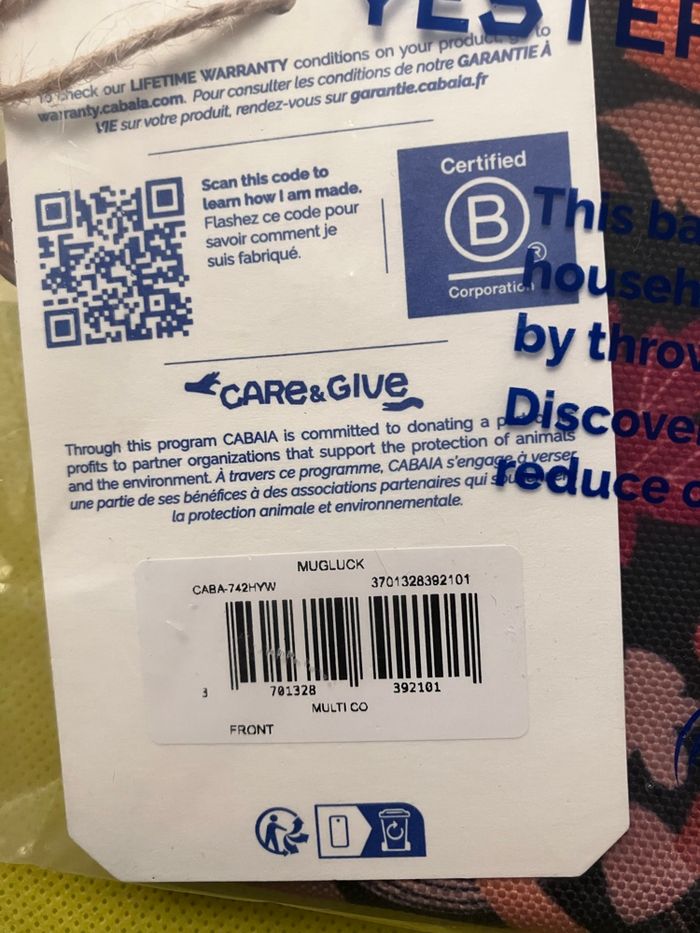 YESTER
To check our LIFETIME WARRANTY conditions on your product, go to
warranty.cabaia.com. Pour consulter les conditions de notre GARANTIE À
VIE sur votre produit, rendez-vous sur garantie.cabaia.fr
Scan this code to
learn how I am made.
Flashez ce code pour
savoir comment je
suis fabriqué.
Certified
B
®
Corporation
This ba
househ
by throw
Discove
reduce
CARE & GIVE
Through this program CABAIA is committed to donating a
profits to partner organizations that support the protection of animals
and the environment. À travers ce programme, CABAIA s'engage à verser
une partie de ses bénéfices à des associations partenaires qui
la protection animale et environnementale.
MUGLUCK
CABA-742HYW 3701328392101
3 701328 392101
MULTI CO
FRONT